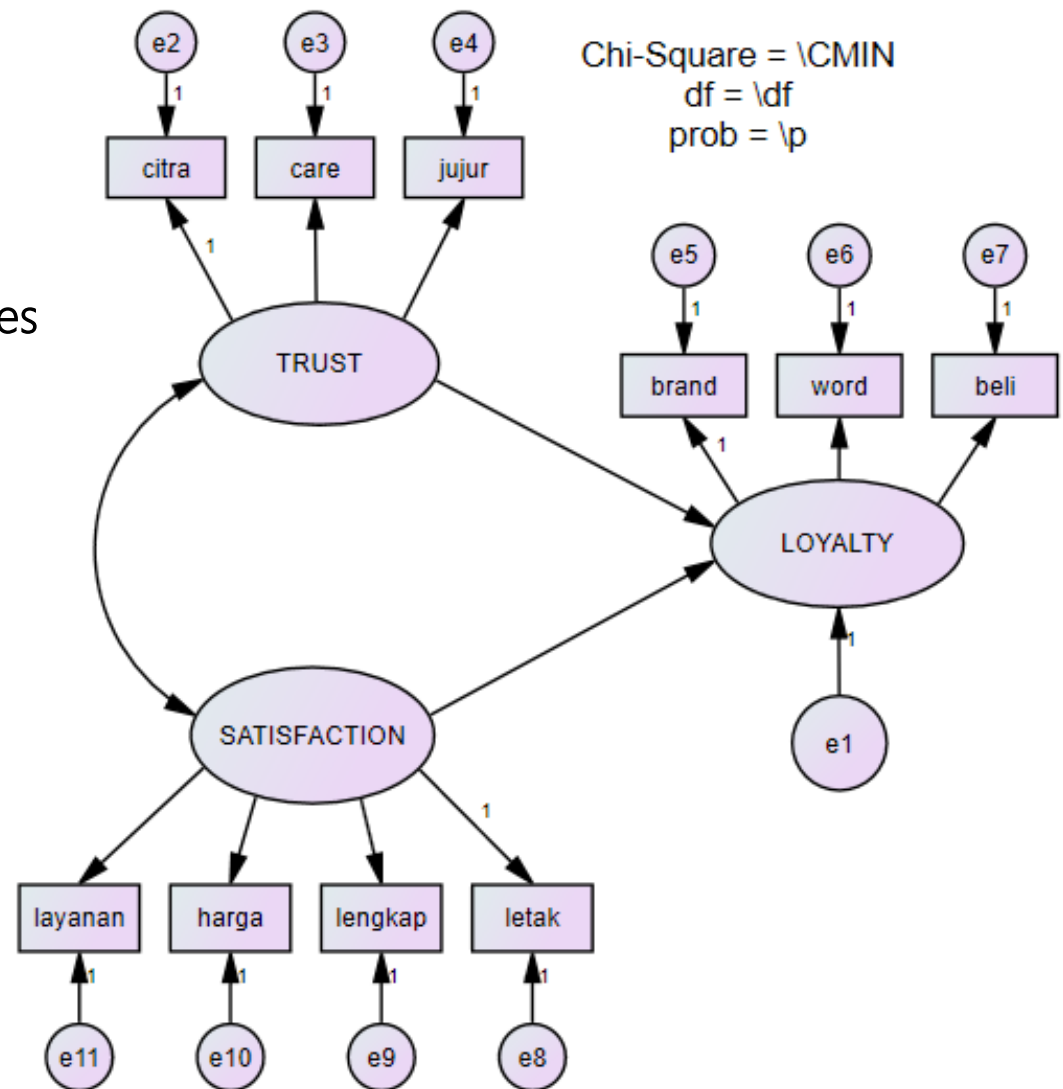 e2
e3
e4
Chi-Square = \CMIN
df = \df
prob = \p
1
1
1
citra
care
jujur
1
e5
e6
e7
es
1
1
1
TRUST
brand
word
beli
1
LOYALTY
1
SATISFACTION
e1
1
layanan
harga
lengkap
letak
1
1
1
1
e11
e10
e9
e8